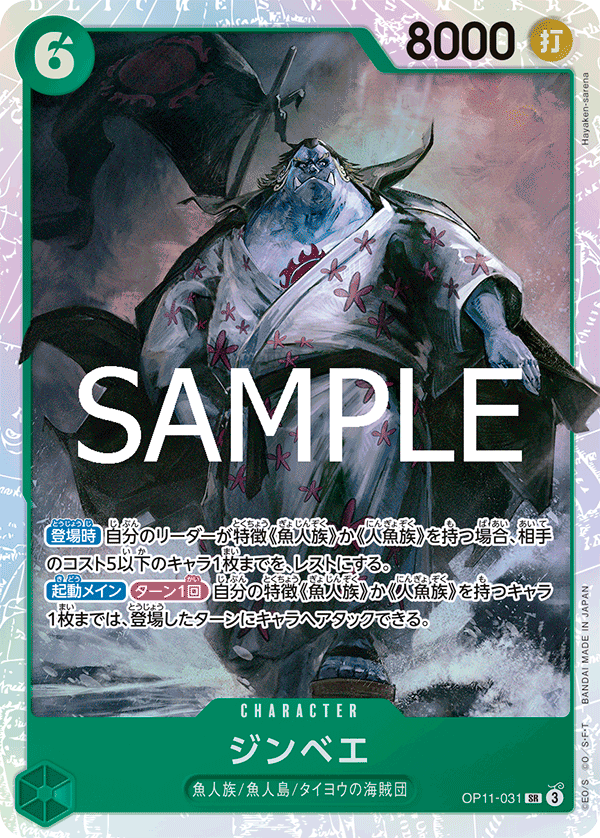 6
8000 打
Hayaken-sarena
SAMPLE
登場時 自分のリーダーが特徴《魚人族》か《人魚族》を持つ場合、相手
のコスト5以下のキャラ1枚までを、レストにする。
起動メイン ターン1回 自分の特徴《魚人族》か《人魚族》を持つキャラ
1枚までは、登場したターンにキャラへアタックできる。
©E.O/S ©O/S・F・T BANDAI MADE IN JAPAN
CHARACTER
ジンベエ
魚人族/魚人島/タイヨウの海賊団
OP11-031 SR 3